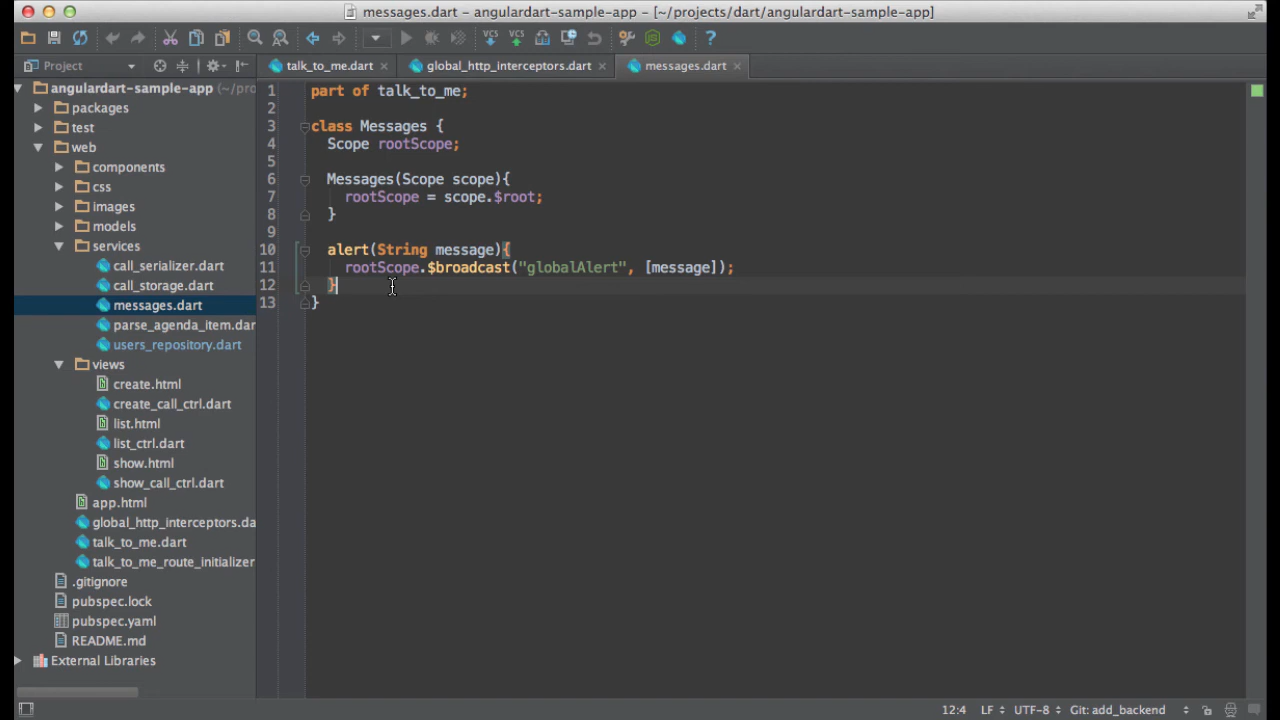 messages.dart - angulardart-sample-app - [~/projects/dart/angulardart-sample-app]
VCS VCS ?
Project
talk_to_me.dart
global_http_interceptors.dart
messages.dart
angulardart-sample-app (~/pro
packages
test
web
components
css
images
models
services
call_serializer.dart
call_storage.dart
messages.dart
parse_agenda_item.dar
users_repository.dart
views
create.html
create_call_ctrl.dart
list.html
list_ctrl.dart
show.html
show_call_ctrl.dart
app.html
global_http_interceptors.da
talk_to_me.dart
talk_to_me_route_initializer
.gitignore
pubspec.lock
pubspec.yaml
README.md
External Libraries
1 part of talk_to_me;
2
3 class Messages {
4 Scope rootScope;
5
6 Messages(Scope scope){
7 rootScope = scope.$root;
8 }
9
10 alert(String message){
11 rootScope.$broadcast("globalAlert", [message]);
12 }
13 }
12:4 LF UTF-8 Git: add_backend